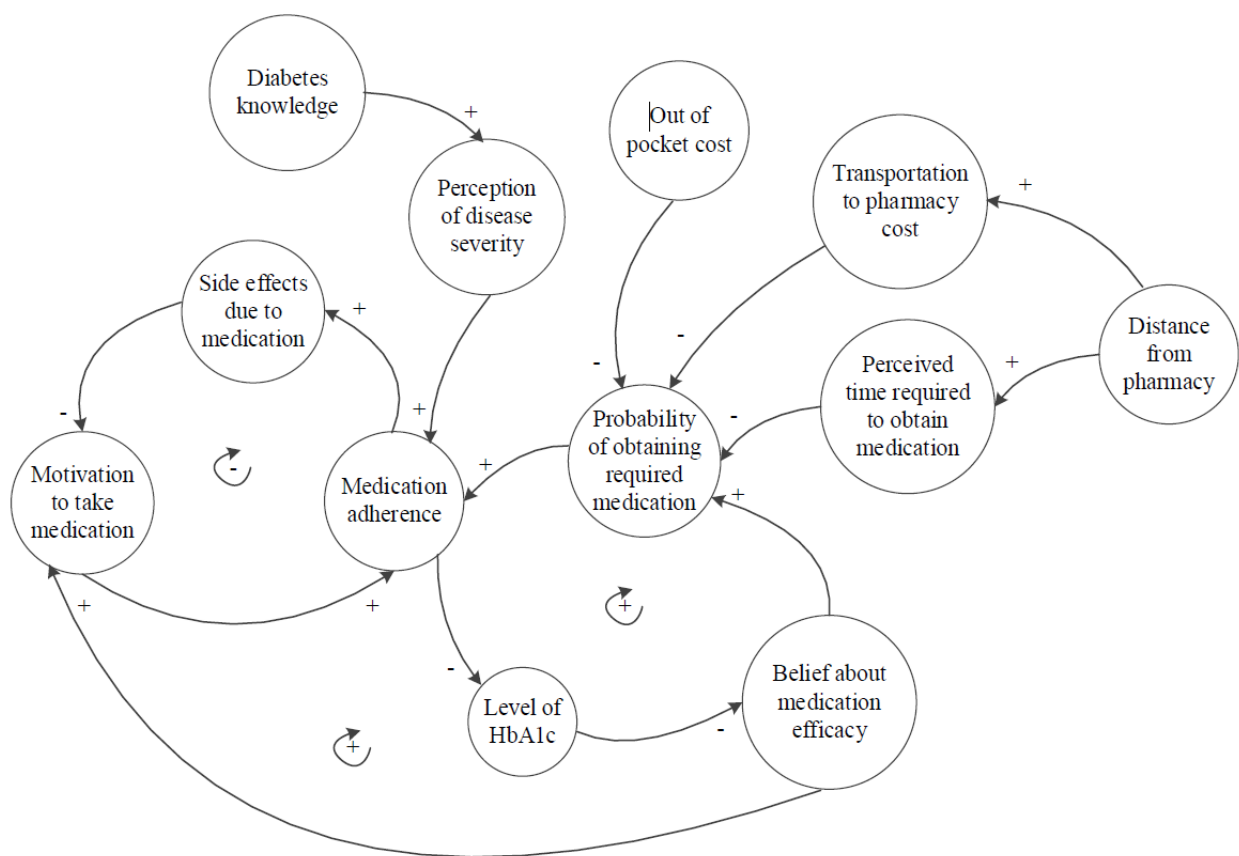 Diabetes
knowledge
+
Out of
pocket cost
Perception
of disease
severity
Transportation
to pharmacy
cost
+
Side effects
due to
medication
+
-
Distance
from
pharmacy
+
Perceived
time required
to obtain
medication
-
-
+
Probability
of obtaining
required
medication
-
Motivation
to take
medication
-
Medication
adherence
+
+
+
+
+
-
Level of
HbA1c
-
Belief about
medication
efficacy
+